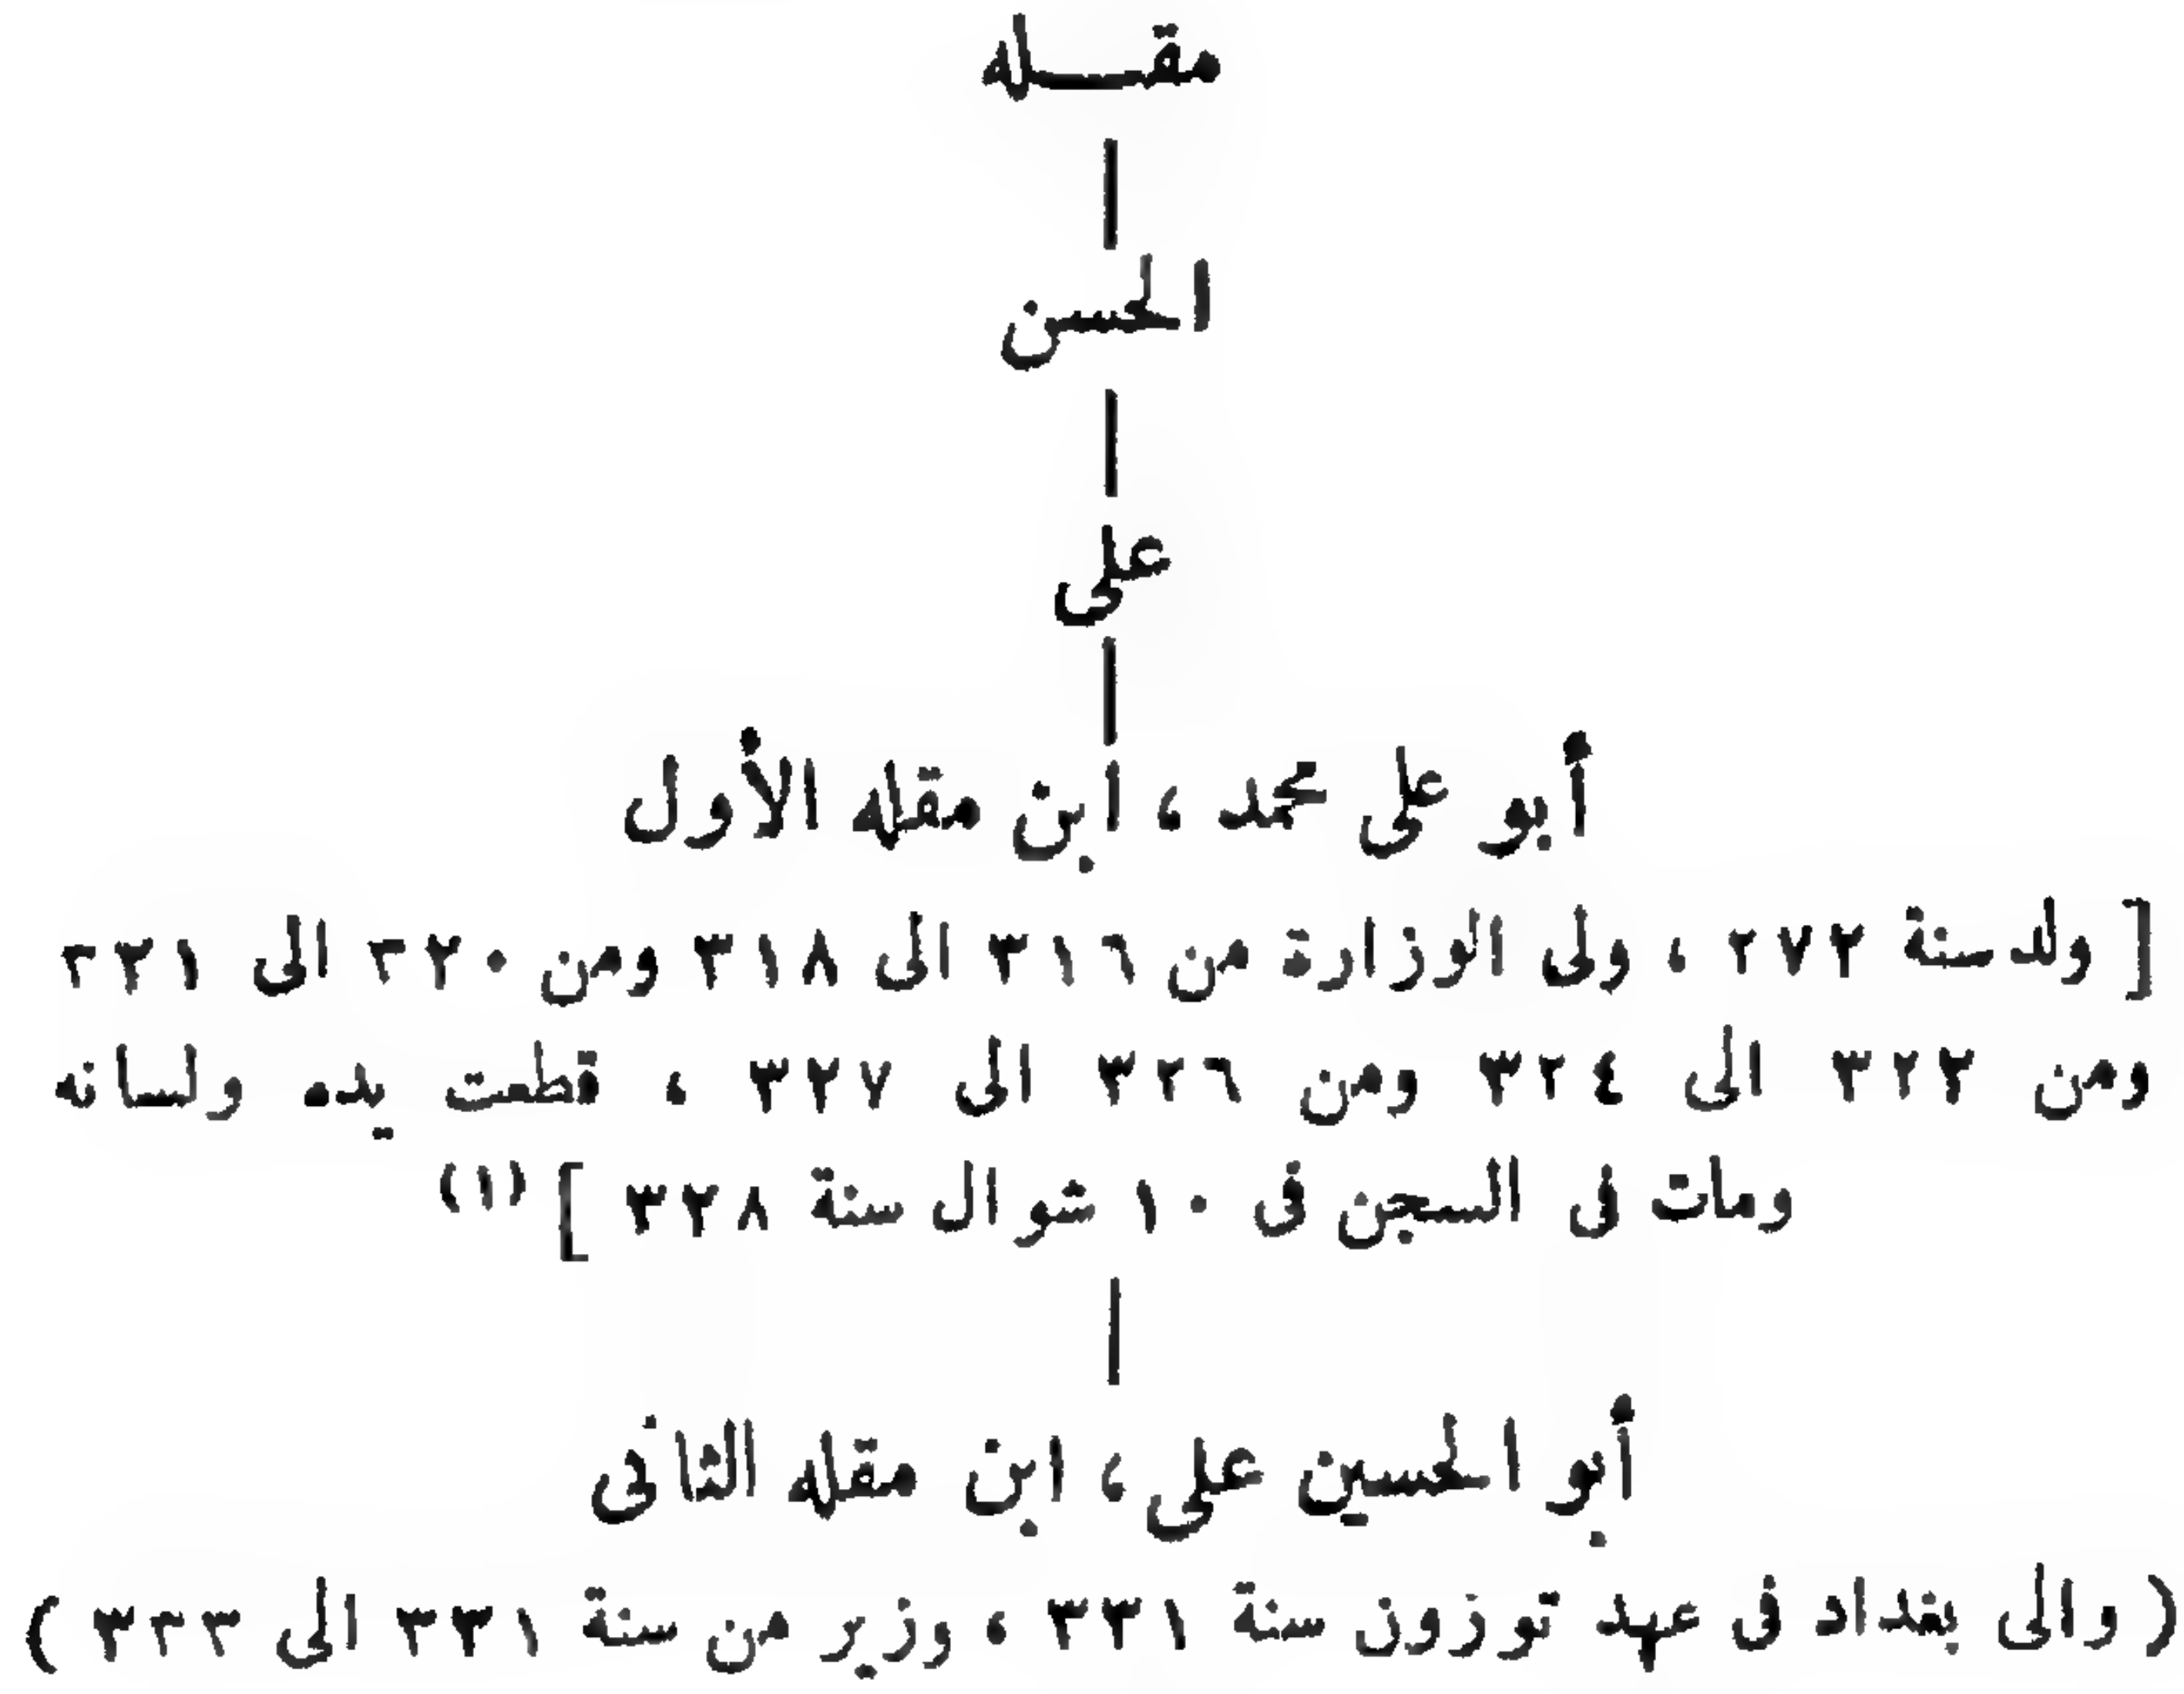 مقـــله
الحسن
على
أبو على محمد ، ابن مقله الأول
[ ولد سنة ٢٧٢ ، ولى الوزارة من ٣١٦ الى ٣١٨ ومن ٣٢٠ الى ٣٢١
ومن ٣٢٢ الى ٣٢٤ ومن ٣٢٦ الى ٣٢٧ ، قطعت يده ولسانه
ومات فى السجن فى ١٠ شوال سنة ٣٢٨ ] (١)
أبو الحسين على ، ابن مقله الثانى
( والى بغداد فى عهد توزون سنة ٣٣١ ، وزير من سنة ٣٣١ الى ٣٣٣ )